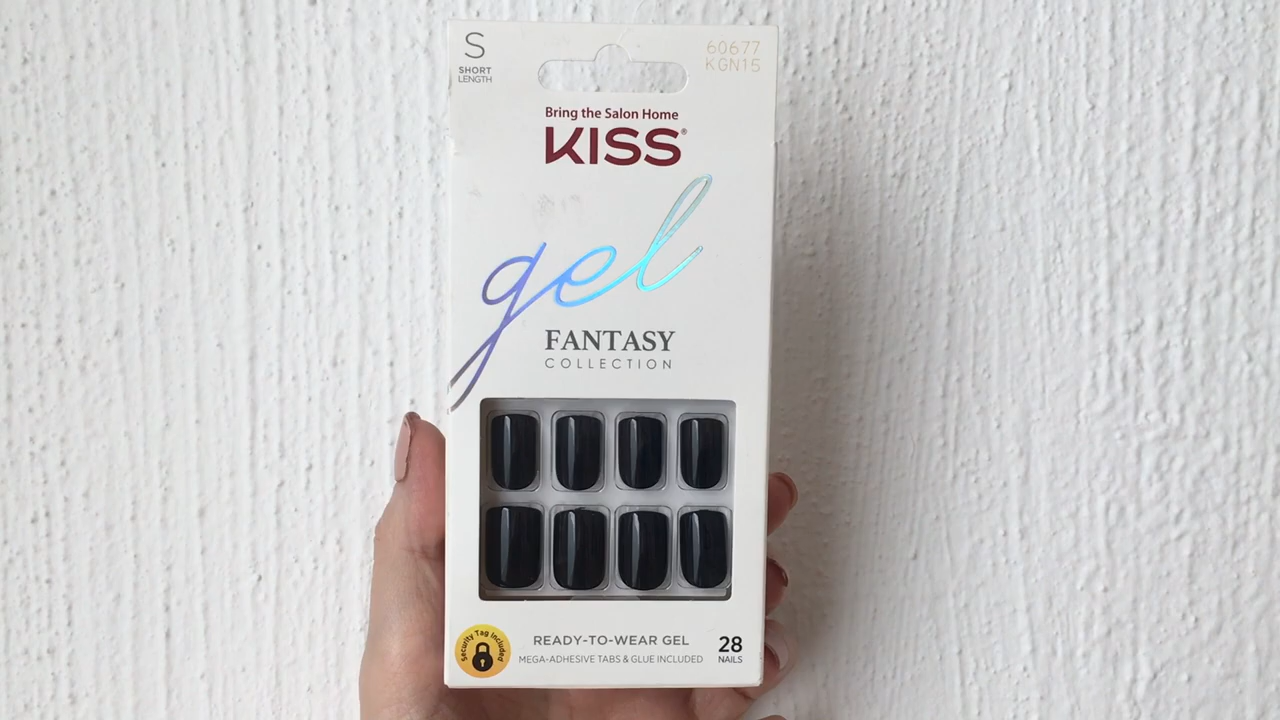 S
SHORT
LENGTH
60677
KGN15
Bring the Salon Home
KISS®
gel
FANTASY
COLLECTION
Security Tag Included
READY-TO-WEAR GEL
MEGA-ADHESIVE TABS & GLUE INCLUDED
28
NAILS